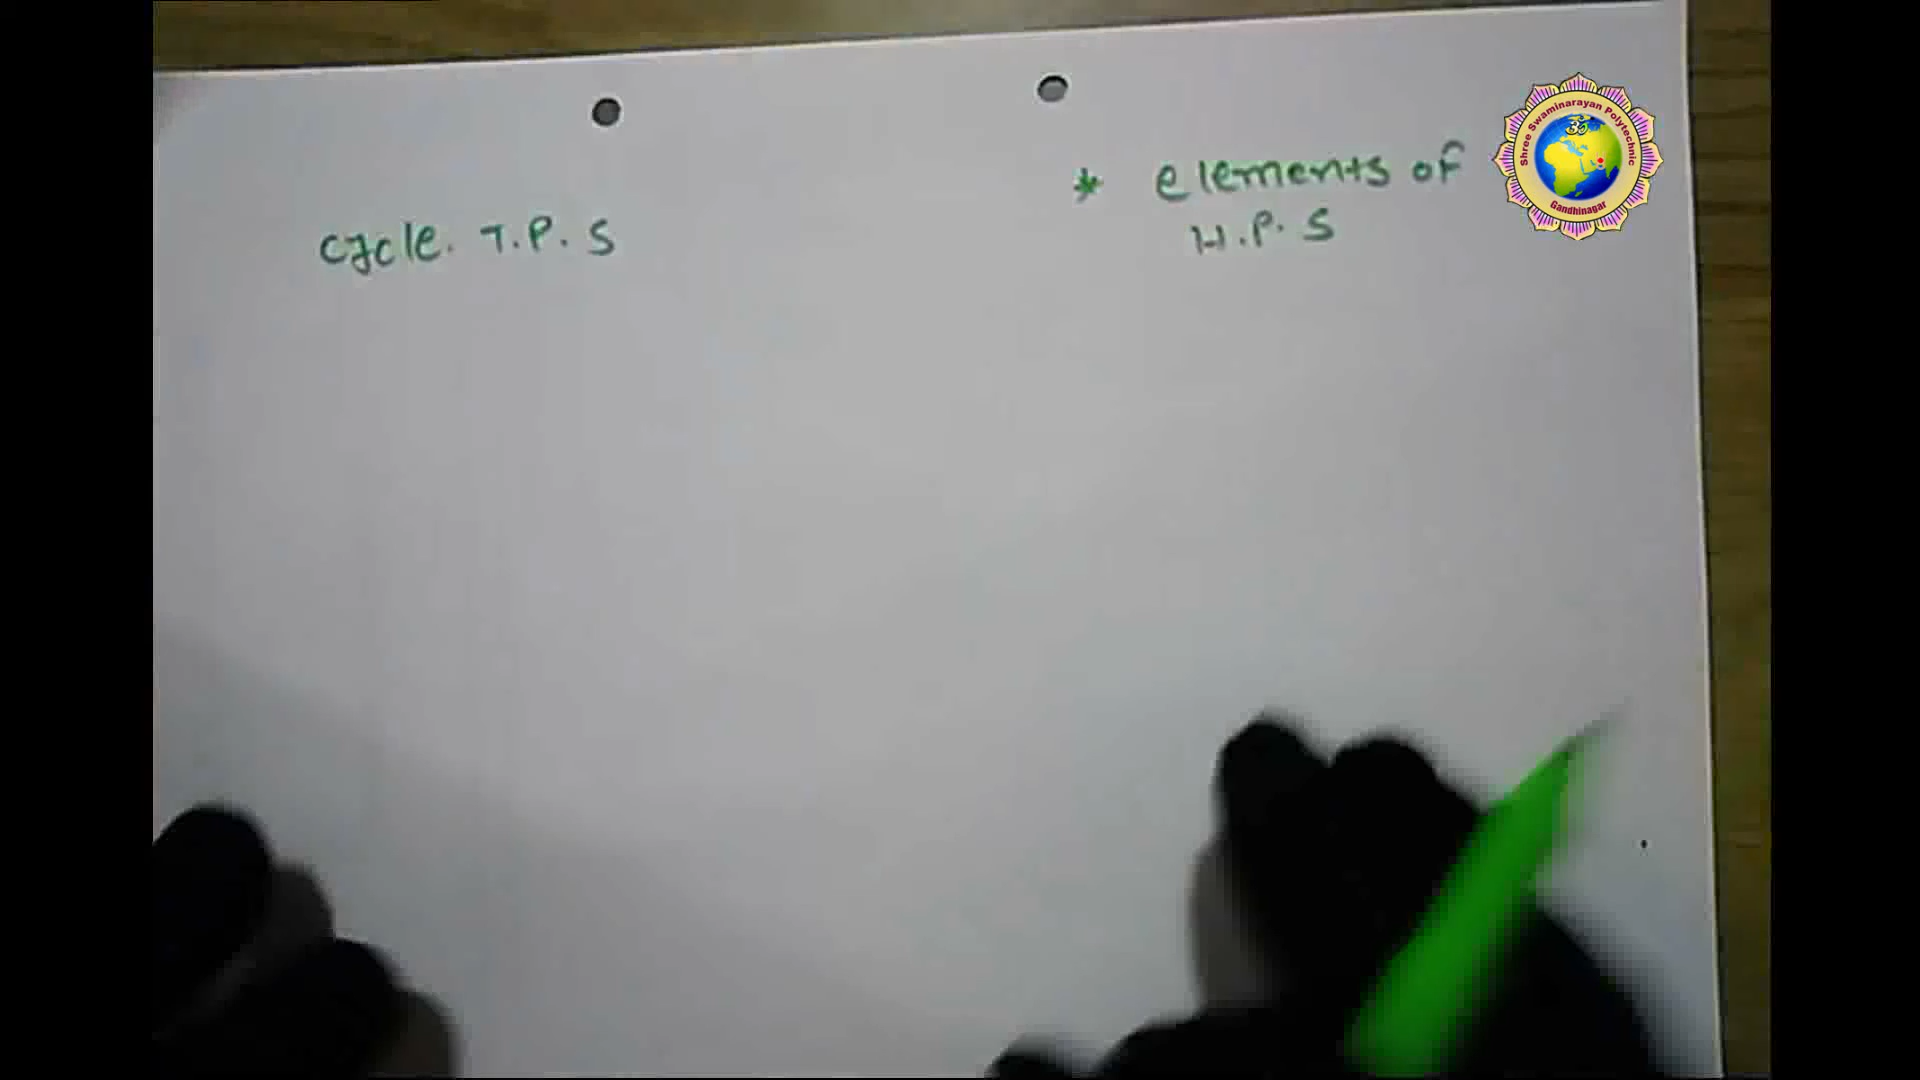 cycle. T.P.S
* elements of
H.P.S
Shree Swaminarayan Polytechnic
ॐ
Gandhinagar